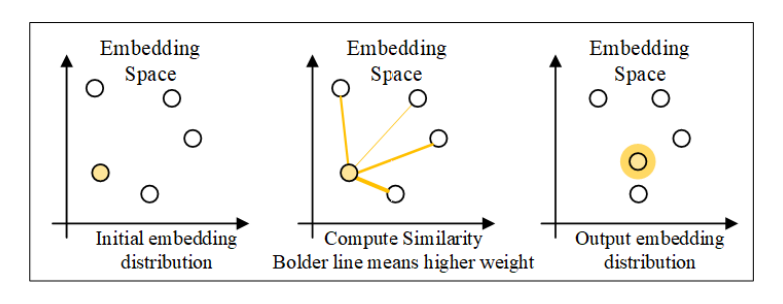 Embedding
Space
Initial embedding
distribution
Embedding
Space
Compute Similarity
Bolder line means higher weight
Embedding
Space
Output embedding
distribution